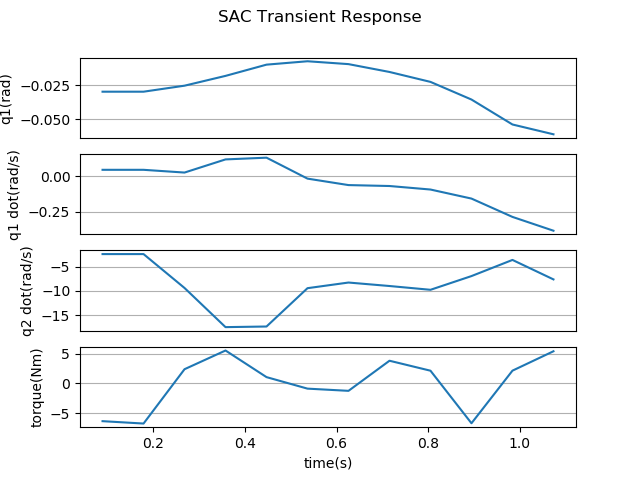 SAC Transient Response
q1(rad)
−0.025
−0.050
q1 dot(rad/s)
0.00
−0.25
q2 dot(rad/s)
−5
−10
−15
torque(Nm)
5
0
−5
0.2 0.4 0.6 0.8 1.0
time(s)